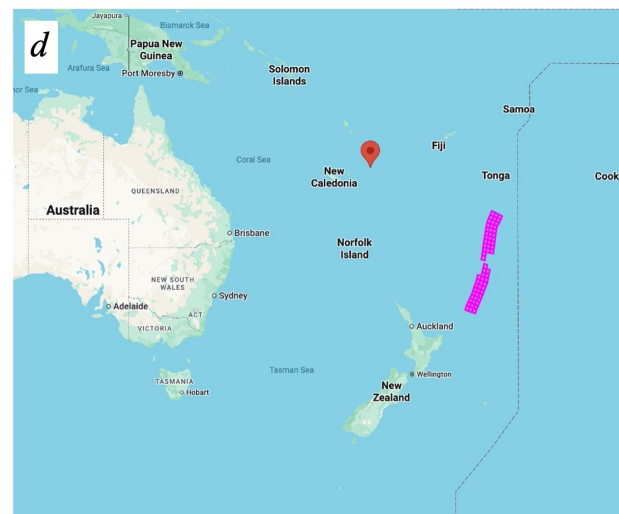 d
Jayapura
Bismarck Sea
Papua New
Guinea
Arafura Sea
Port Moresby
Solomon
Islands
nor Sea
Samoa
Fiji
Coral Sea
New
Caledonia
Tonga
Cook
QUEENSLAND
Australia
Brisbane
Norfolk
Island
NEW SOUTH
WALES
Sydney
Adelaide
ACT
VICTORIA
Auckland
Tasman Sea
Wellington
TASMANIA
Hobart
New
Zealand